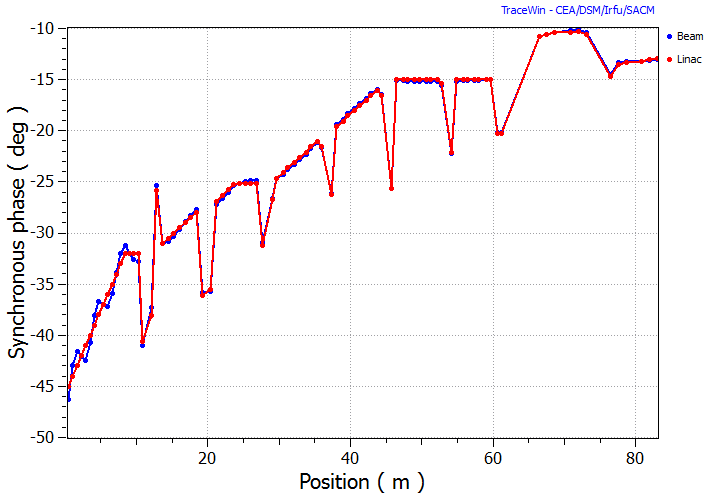 TraceWin - CEA/DSM/Irfu/SACM
Beam
Linac
Synchronous phase ( deg )
-10
-15
-20
-25
-30
-35
-40
-45
-50
20
40
60
80
Position ( m )